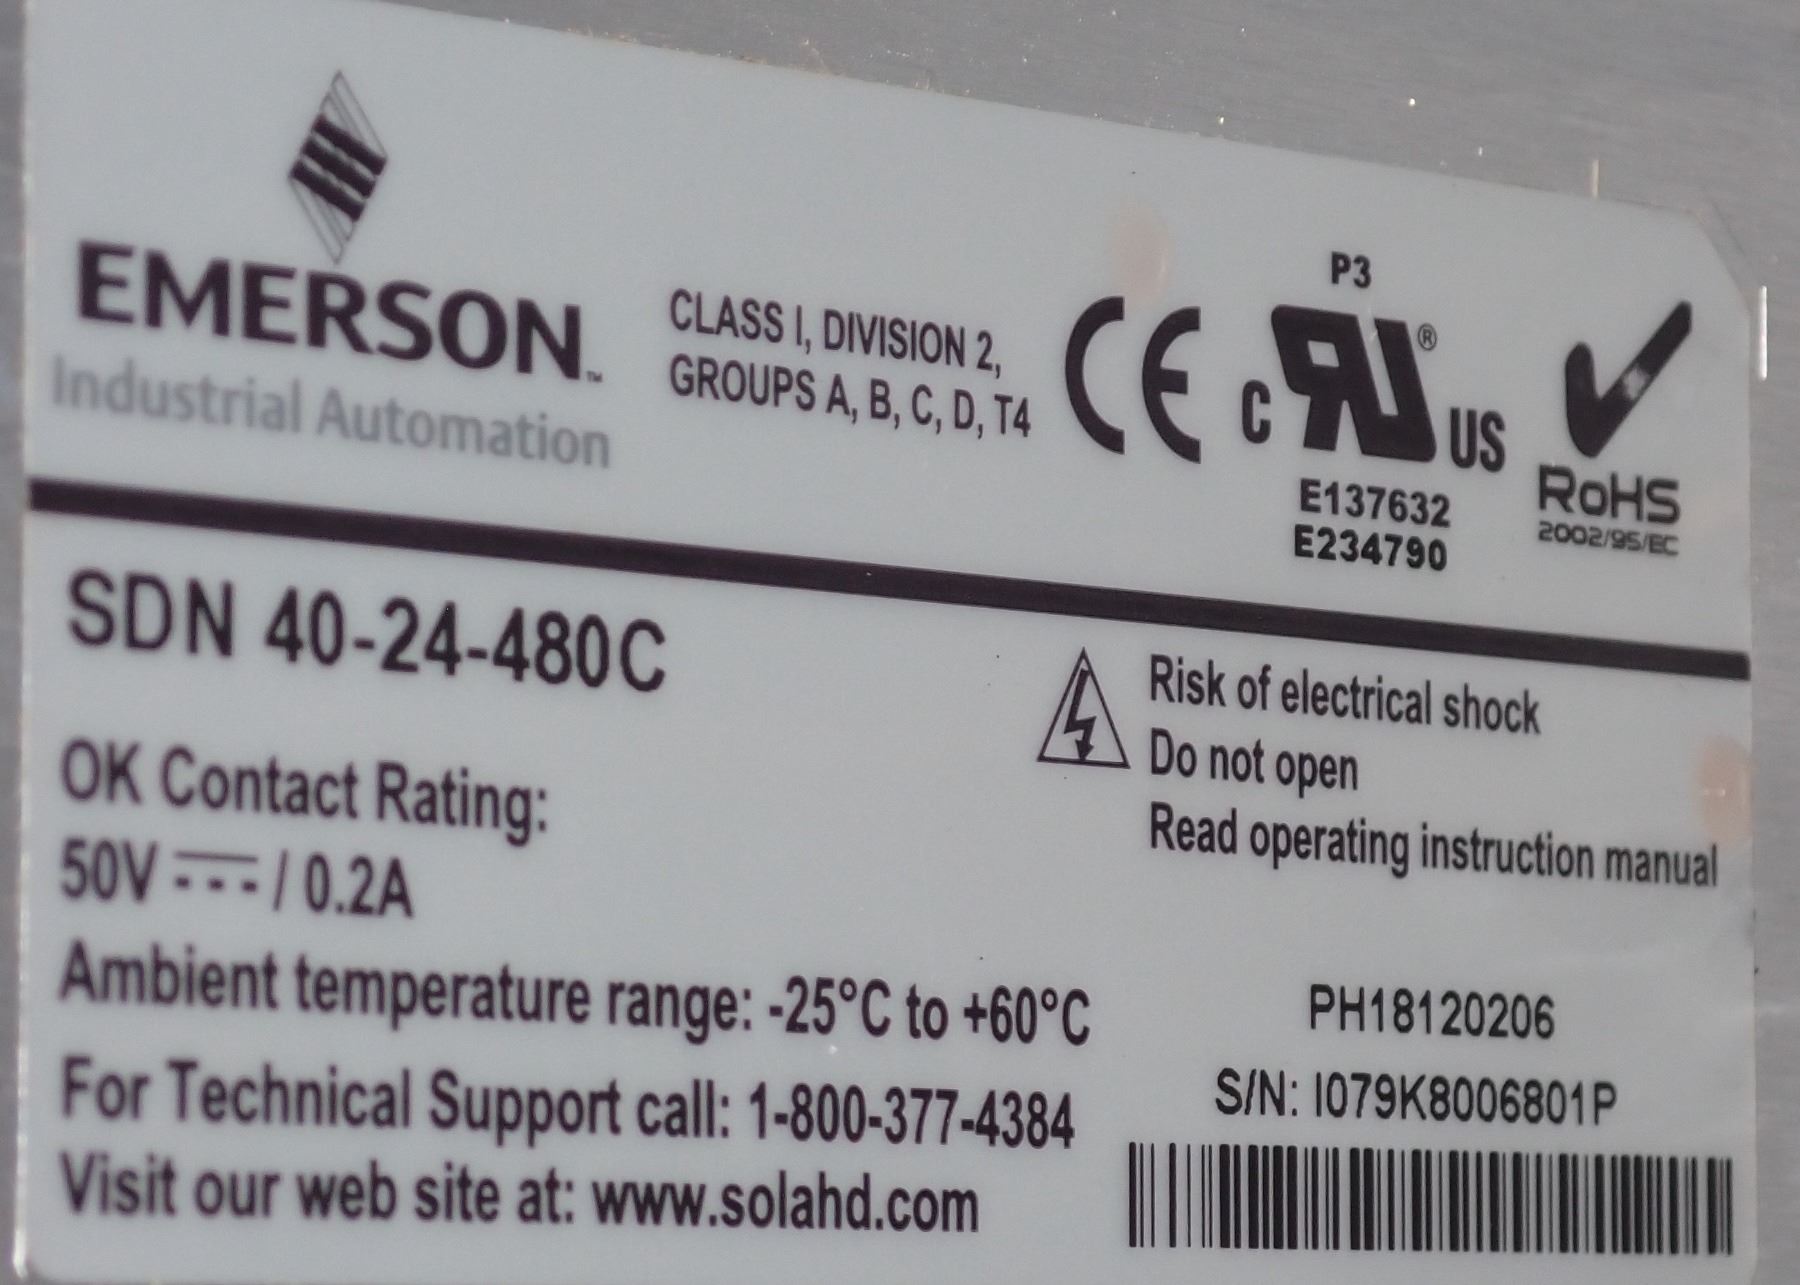 EMERSON™
Industrial Automation
CLASS I, DIVISION 2,
GROUPS A, B, C, D, T4
CE
P3
c RU® US
E137632
E234790
RoHS
2002/95/EC
SDN 40-24-480C
OK Contact Rating:
50V ⎓ / 0.2A
Ambient temperature range: -25°C to +60°C
For Technical Support call: 1-800-377-4384
Visit our web site at: www.solahd.com
Risk of electrical shock
Do not open
Read operating instruction manual
PH18120206
S/N: I079K8006801P